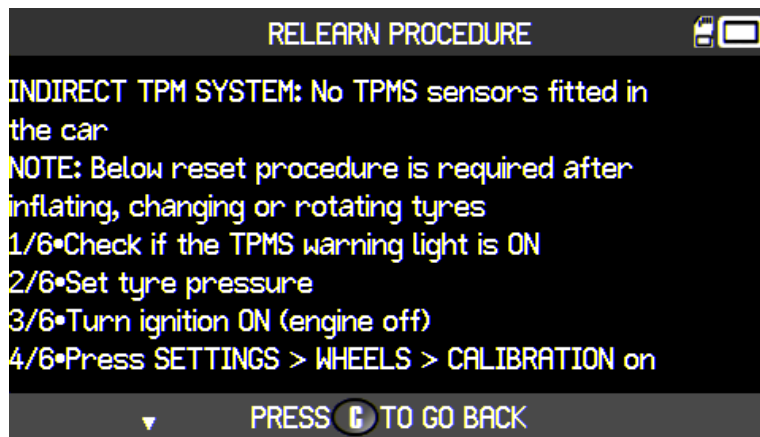 RELEARN PROCEDURE
INDIRECT TPM SYSTEM: No TPMS sensors fitted in
the car
NOTE: Below reset procedure is required after
inflating, changing or rotating tyres
1/6•Check if the TPMS warning light is ON
2/6•Set tyre pressure
3/6•Turn ignition ON (engine off)
4/6•Press SETTINGS > WHEELS > CALIBRATION on
PRESS C TO GO BACK